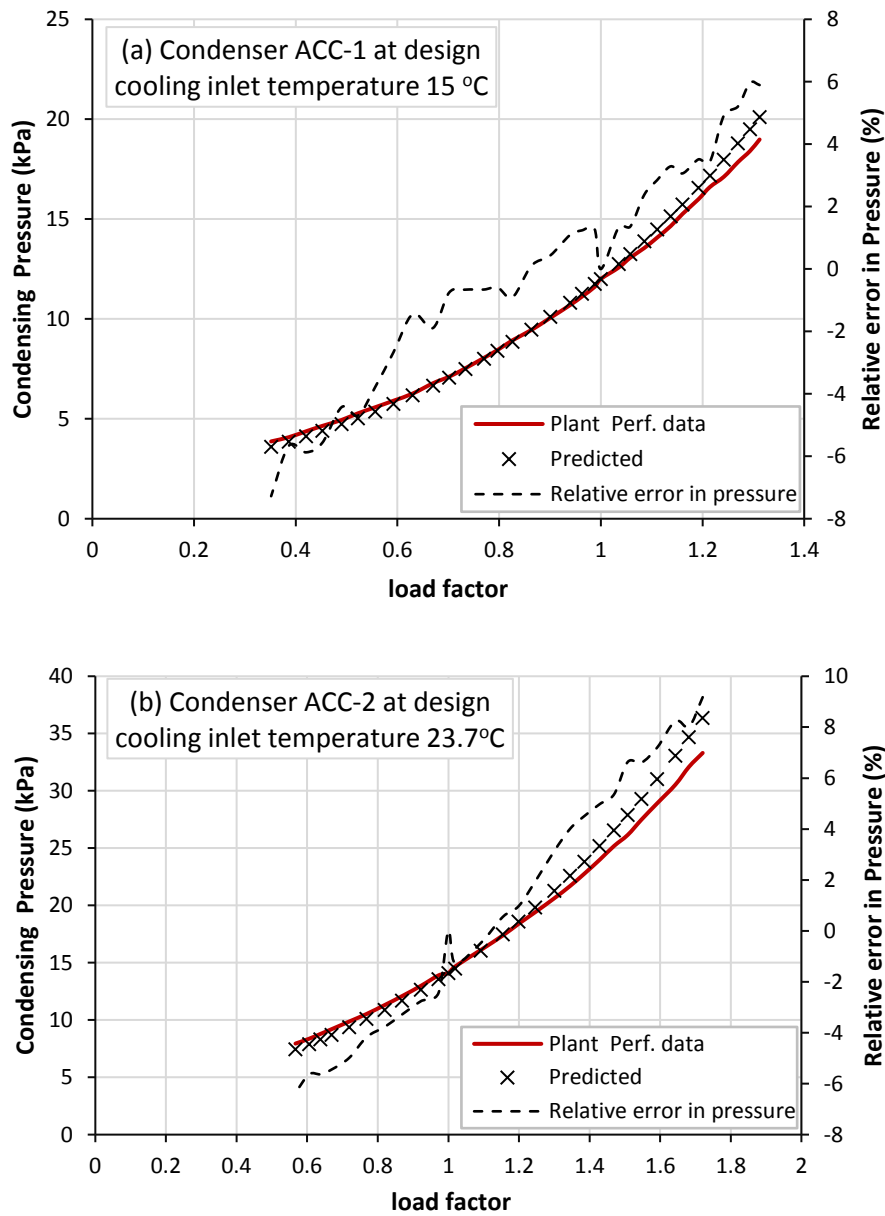 (a) Condenser ACC-1 at design
cooling inlet temperature 15 °C
Condensing Pressure (kPa)
25
20
15
10
5
0
Relative error in Pressure (%)
8
6
4
2
0
-2
-4
-6
-8
Plant Perf. data
Predicted
Relative error in pressure
0 0.4 0.6 0.8 1 1.2 1.4
load factor
(b) Condenser ACC-2 at design
cooling inlet temperature 23.7°C
Condensing Pressure (kPa)
40
35
30
25
20
15
10
5
0
Relative error in Pressure (%)
10
8
6
4
2
0
-2
-4
-6
-8
Plant Perf. data
Predicted
Relative error in pressure
0 0.2 0.4 0.6 0.8 1 1.2 1.4 1.6 1.8 2
load factor